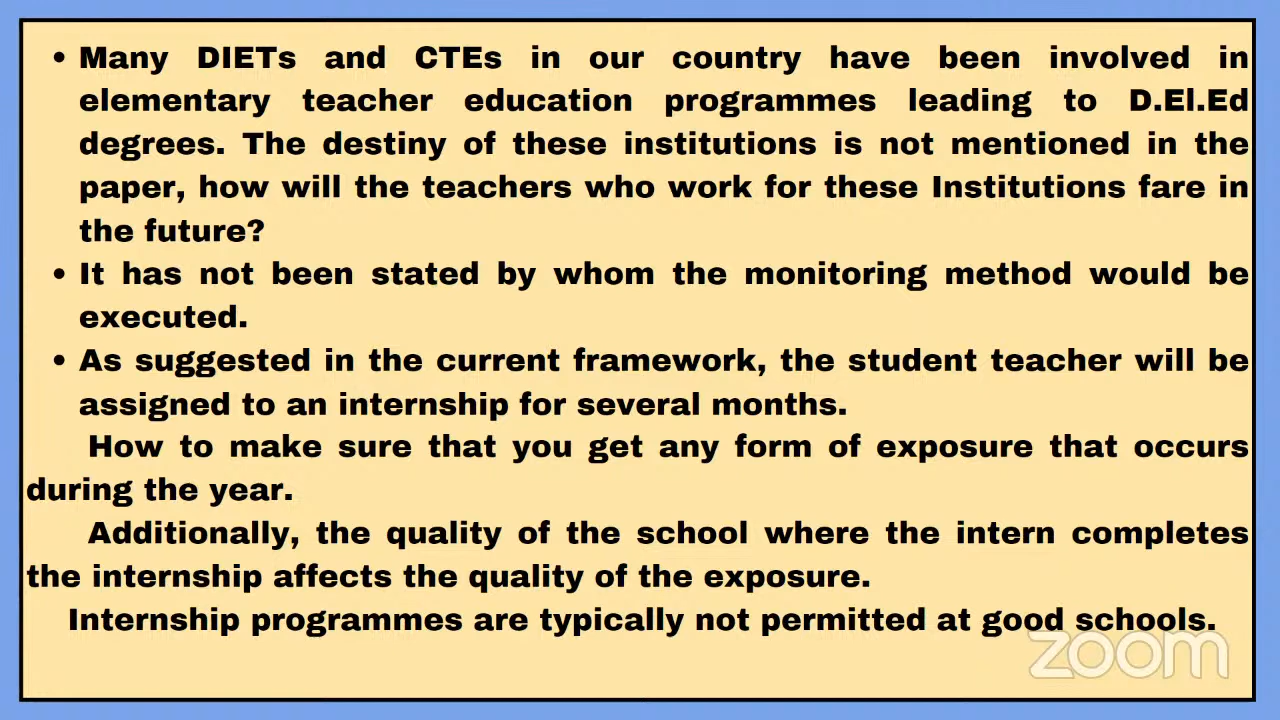 • Many DIETs and CTEs in our country have been involved in
elementary teacher education programmes leading to D.El.Ed
degrees. The destiny of these institutions is not mentioned in the
paper, how will the teachers who work for these Institutions fare in
the future?
• It has not been stated by whom the monitoring method would be
executed.
• As suggested in the current framework, the student teacher will be
assigned to an internship for several months.
How to make sure that you get any form of exposure that occurs
during the year.
Additionally, the quality of the school where the intern completes
the internship affects the quality of the exposure.
Internship programmes are typically not permitted at good schools.
zoom